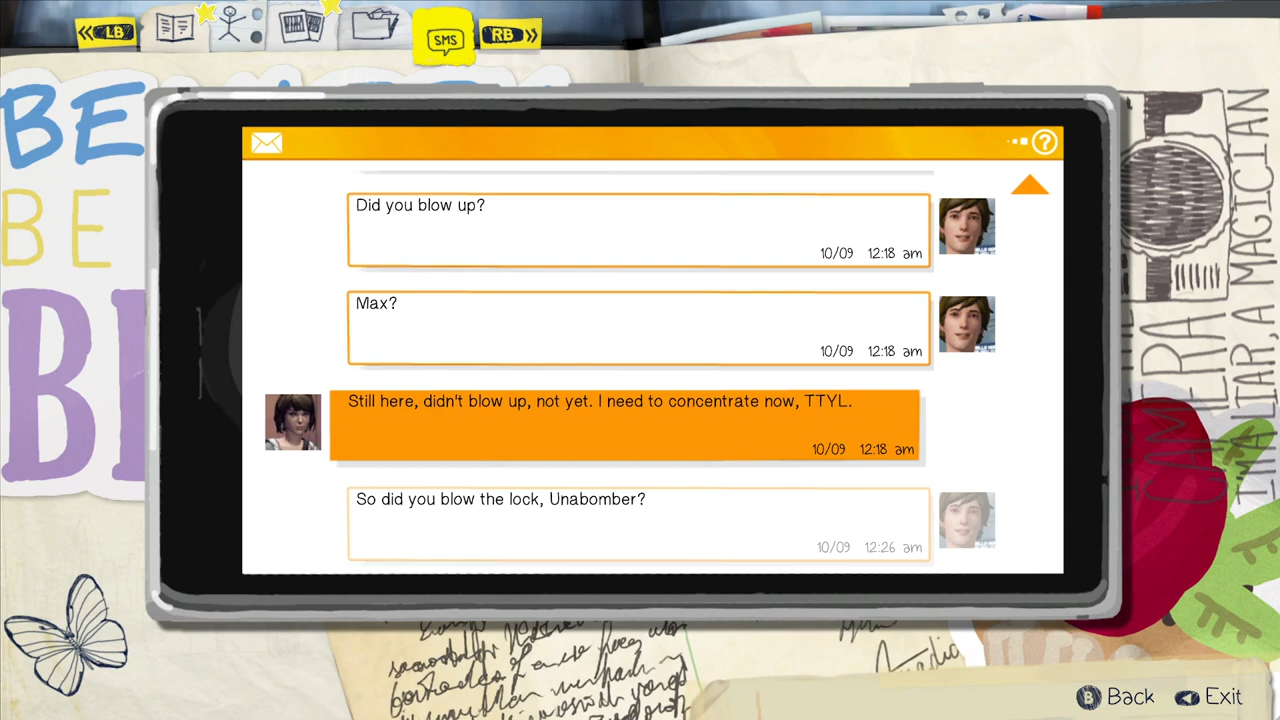 LB
SMS
RB
BE
BE
?
Did you blow up?
10/09 12:18 am
Max?
10/09 12:18 am
Still here, didn't blow up, not yet. I need to concentrate now, TTYL.
10/09 12:18 am
So did you blow the lock, Unabomber?
10/09 12:26 am
CAMERA
A MAGICIAN
B Back
Exit